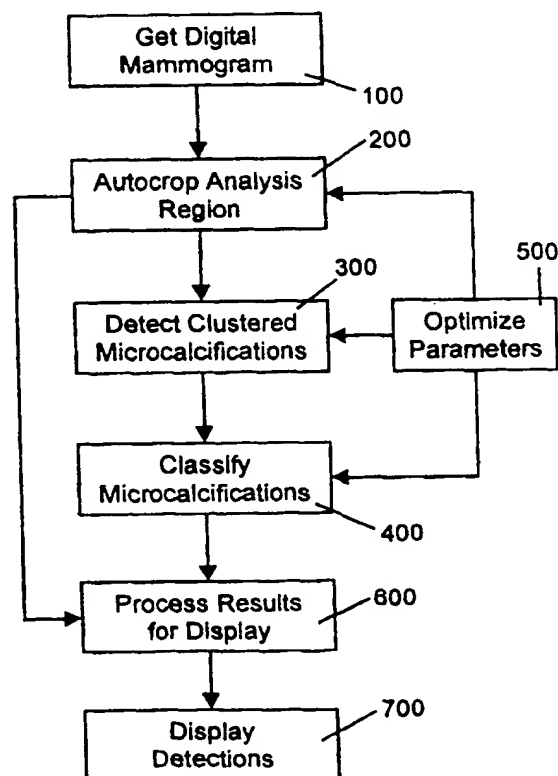 Get Digital
Mammogram
100
200
Autocrop Analysis
Region
300
500
Detect Clustered
Microcalcifications
Optimize
Parameters
Classify
Microcalcifications
400
Process Results
for Display
600
Display
Detections
700